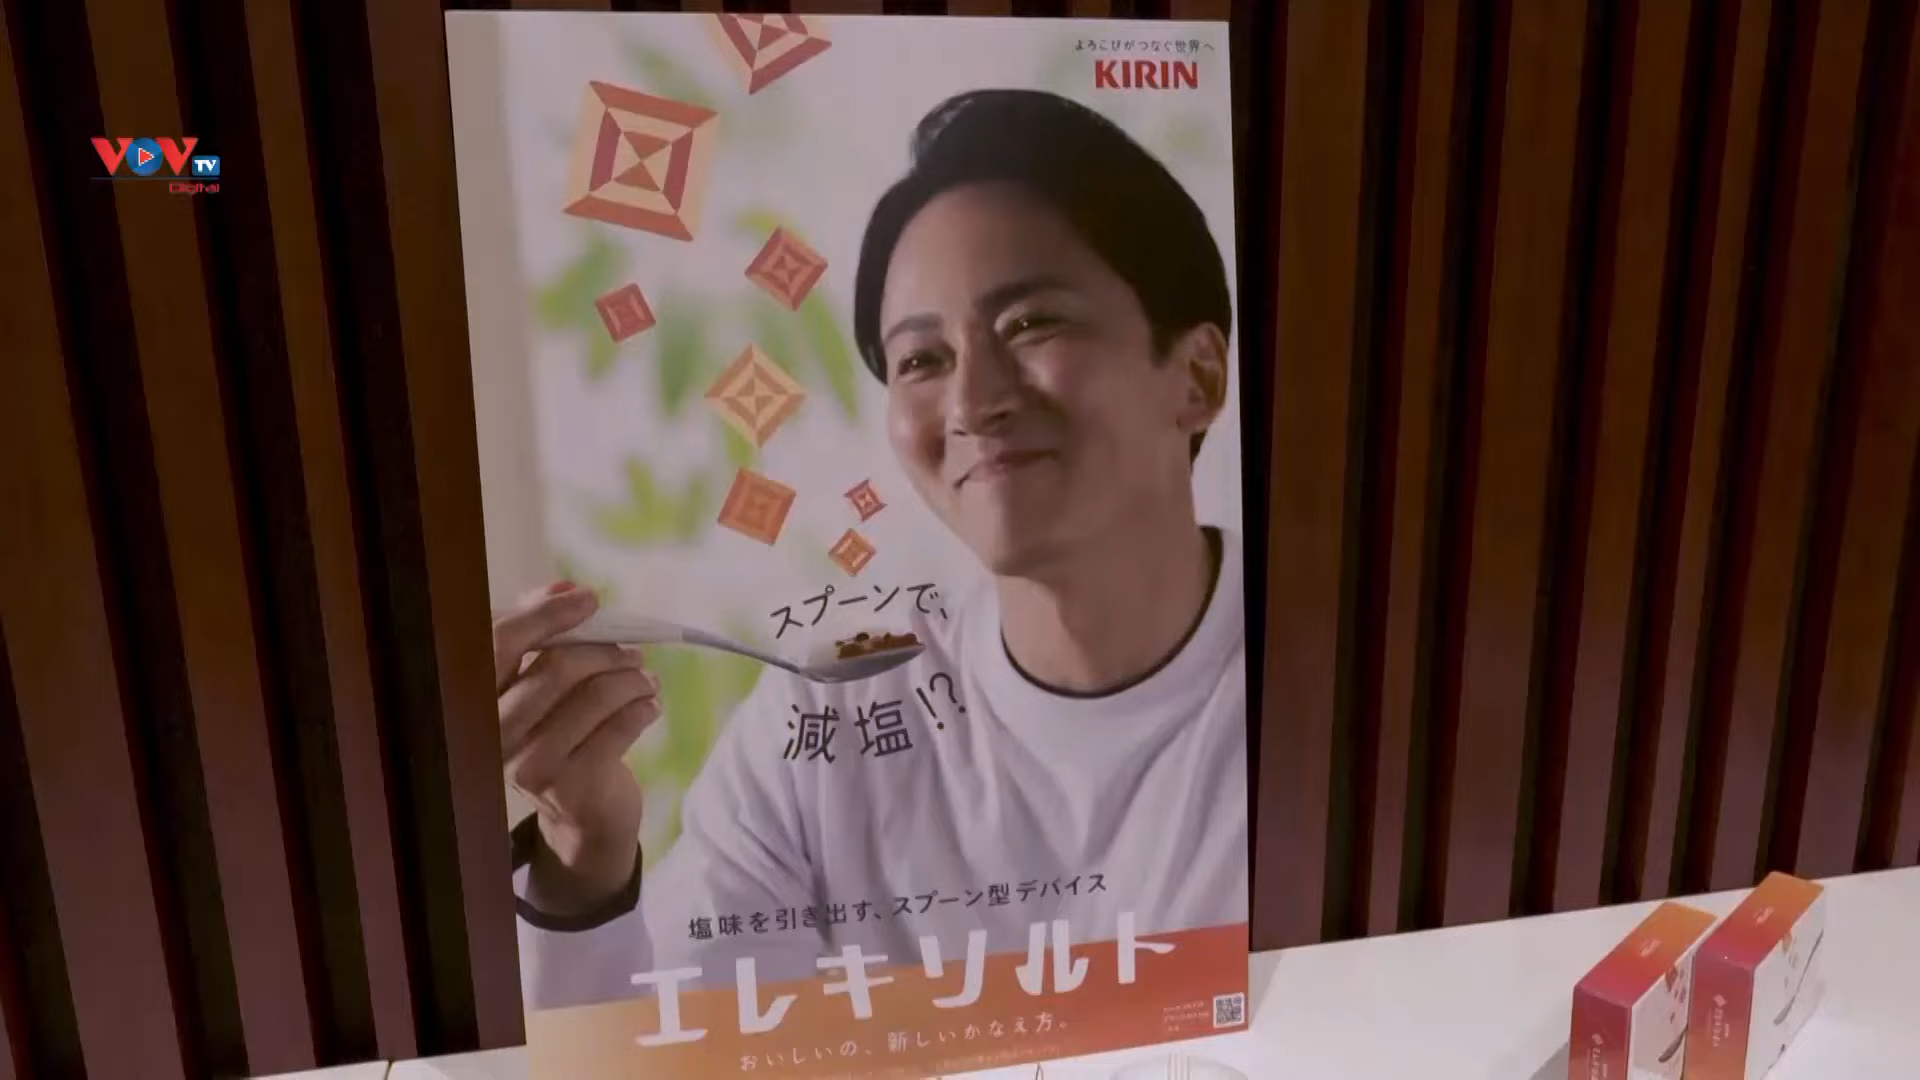 よろこびがつなぐ世界へ
KIRIN
VOV TV
Digital
スプーンで、
減塩!?
塩味を引き出す、スプーン型デバイス
エレキソルト
おいしいの、新しいかなえ方。